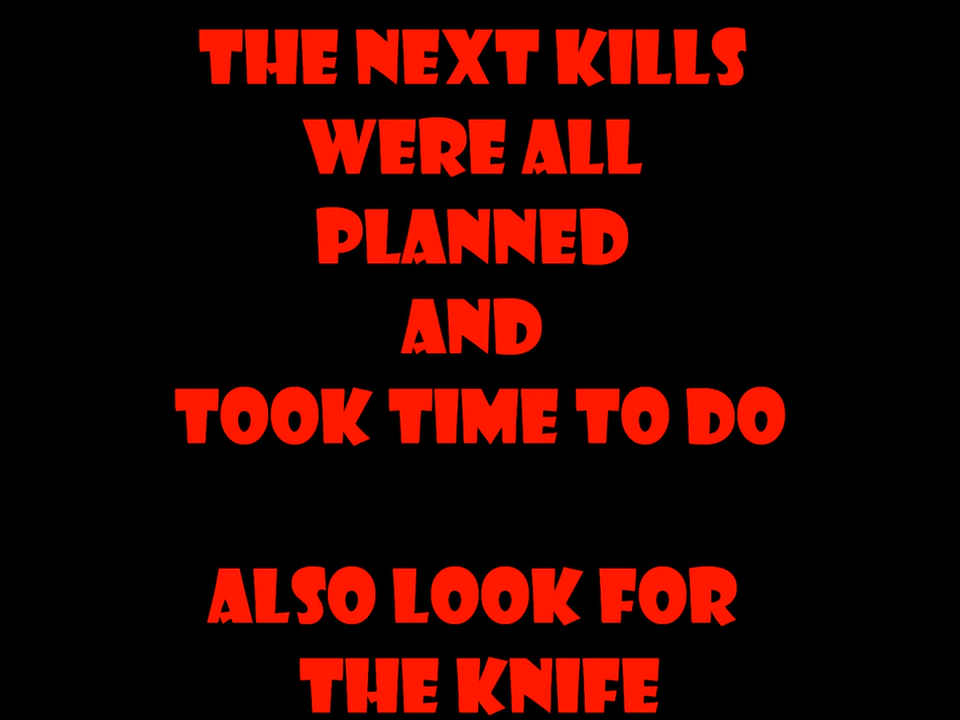 THE NEXT KILLS
WERE ALL
PLANNED
AND
TOOK TIME TO DO
ALSO LOOK FOR
THE KNIFE